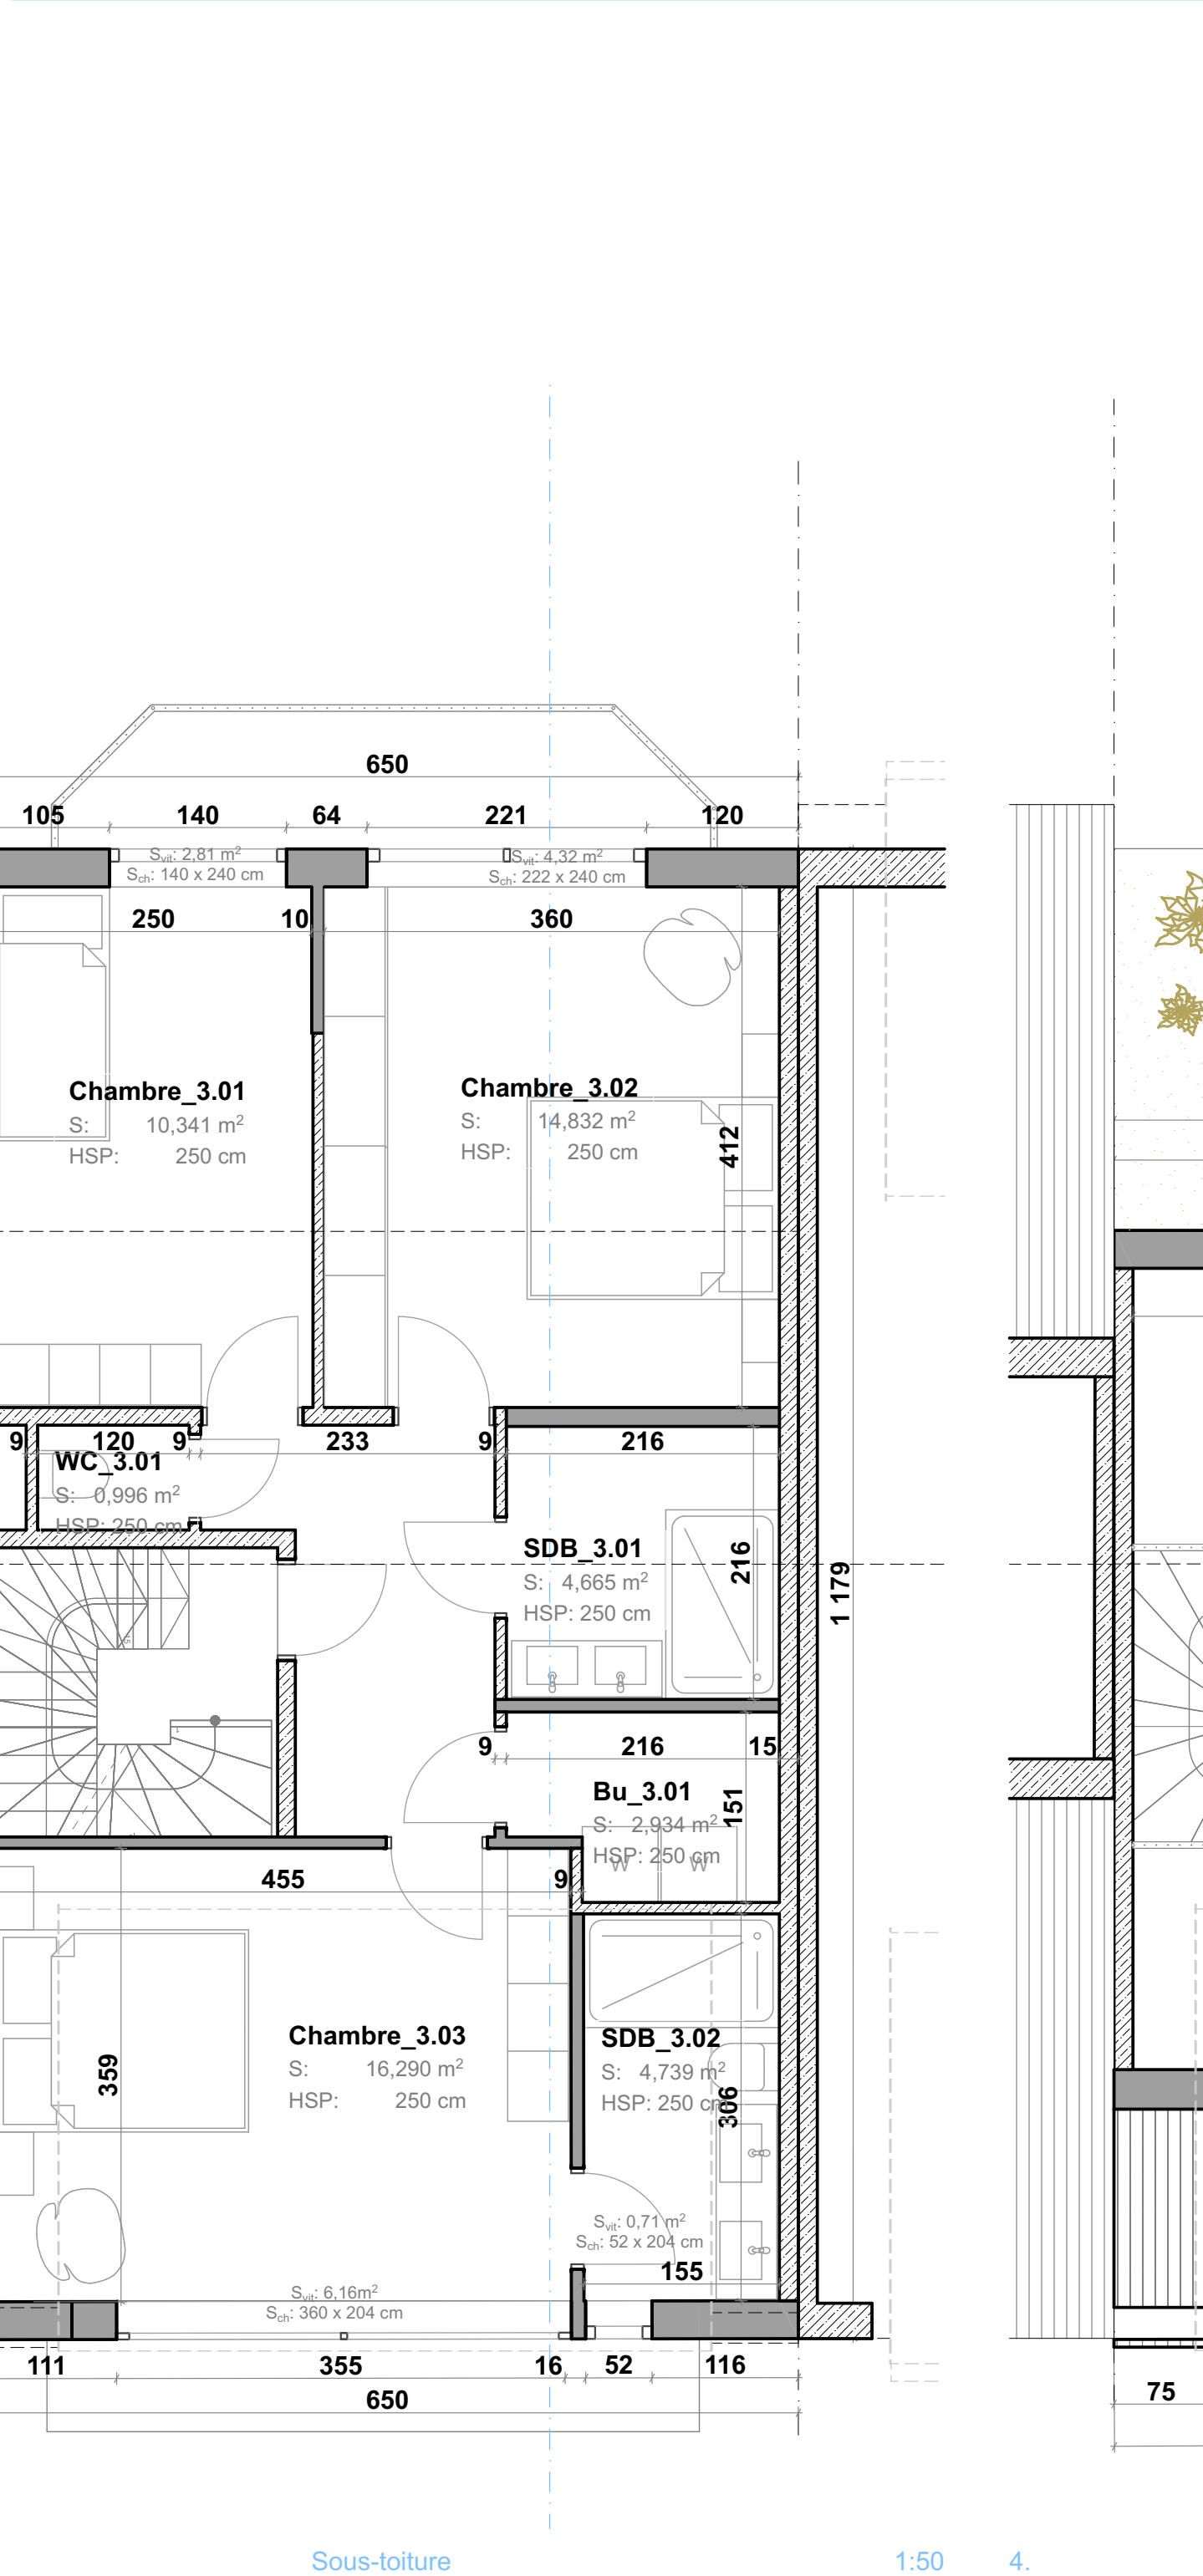 650
105 140 64 221 120
Svit: 2,81 m²
Sch: 140 x 240 cm
Svit: 4,32 m²
Sch: 222 x 240 cm
250 10 360
Chambre_3.01
S: 10,341 m²
HSP: 250 cm
Chambre_3.02
S: 14,832 m²
HSP: 250 cm
412
9 120 9 233 9 216
WC_3.01
S: 0,996 m²
HSP: 250 cm
SDB_3.01
S: 4,665 m²
HSP: 250 cm
216
1 179
9 216 15
Bu_3.01
S: 2,934 m²
HSP: 250 cm
151
W W
455 9
Chambre_3.03
S: 16,290 m²
HSP: 250 cm
359
SDB_3.02
S: 4,739 m²
HSP: 250 cm
306
Svit: 0,71 m²
Sch: 52 x 204 cm
155
Svit: 6,16m²
Sch: 360 x 204 cm
111 355 16 52 116
75
650
Sous-toiture 1:50 4.